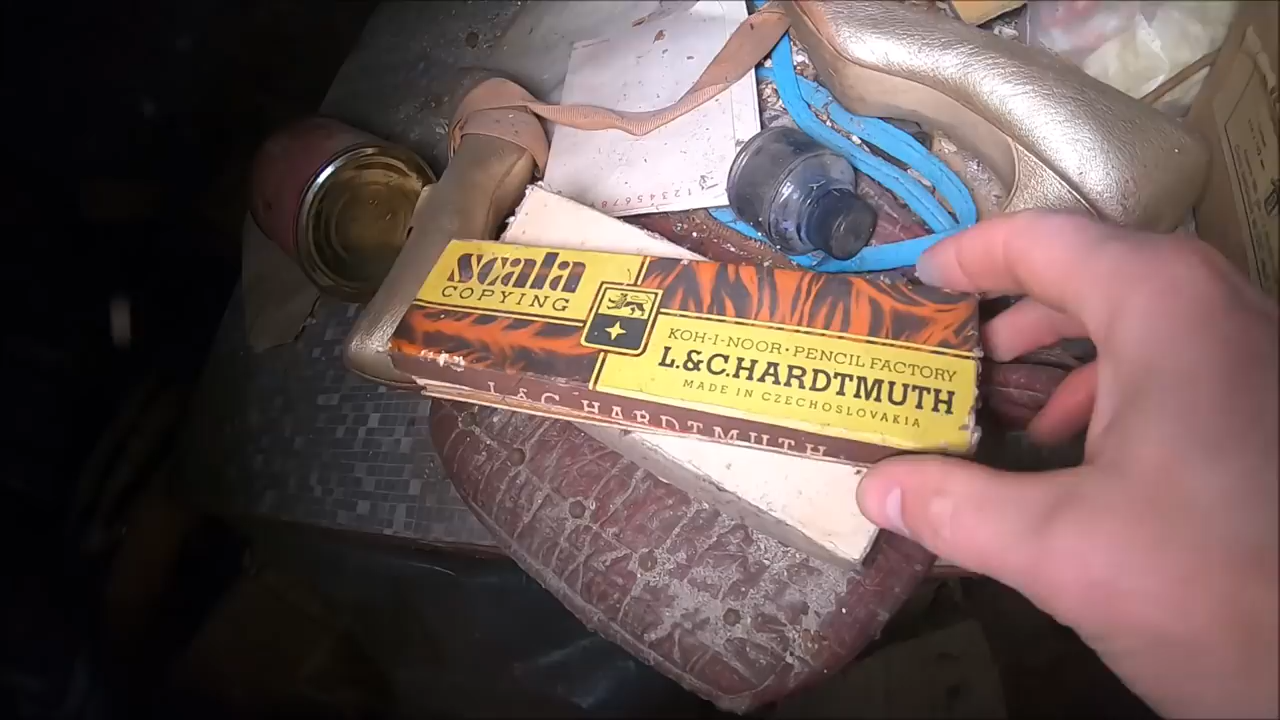 12345678
scala
COPYING
KOH-I-NOOR·PENCIL FACTORY
L.&C.HARDTMUTH
MADE IN CZECHOSLOVAKIA
L.&C.HARDTMUTH